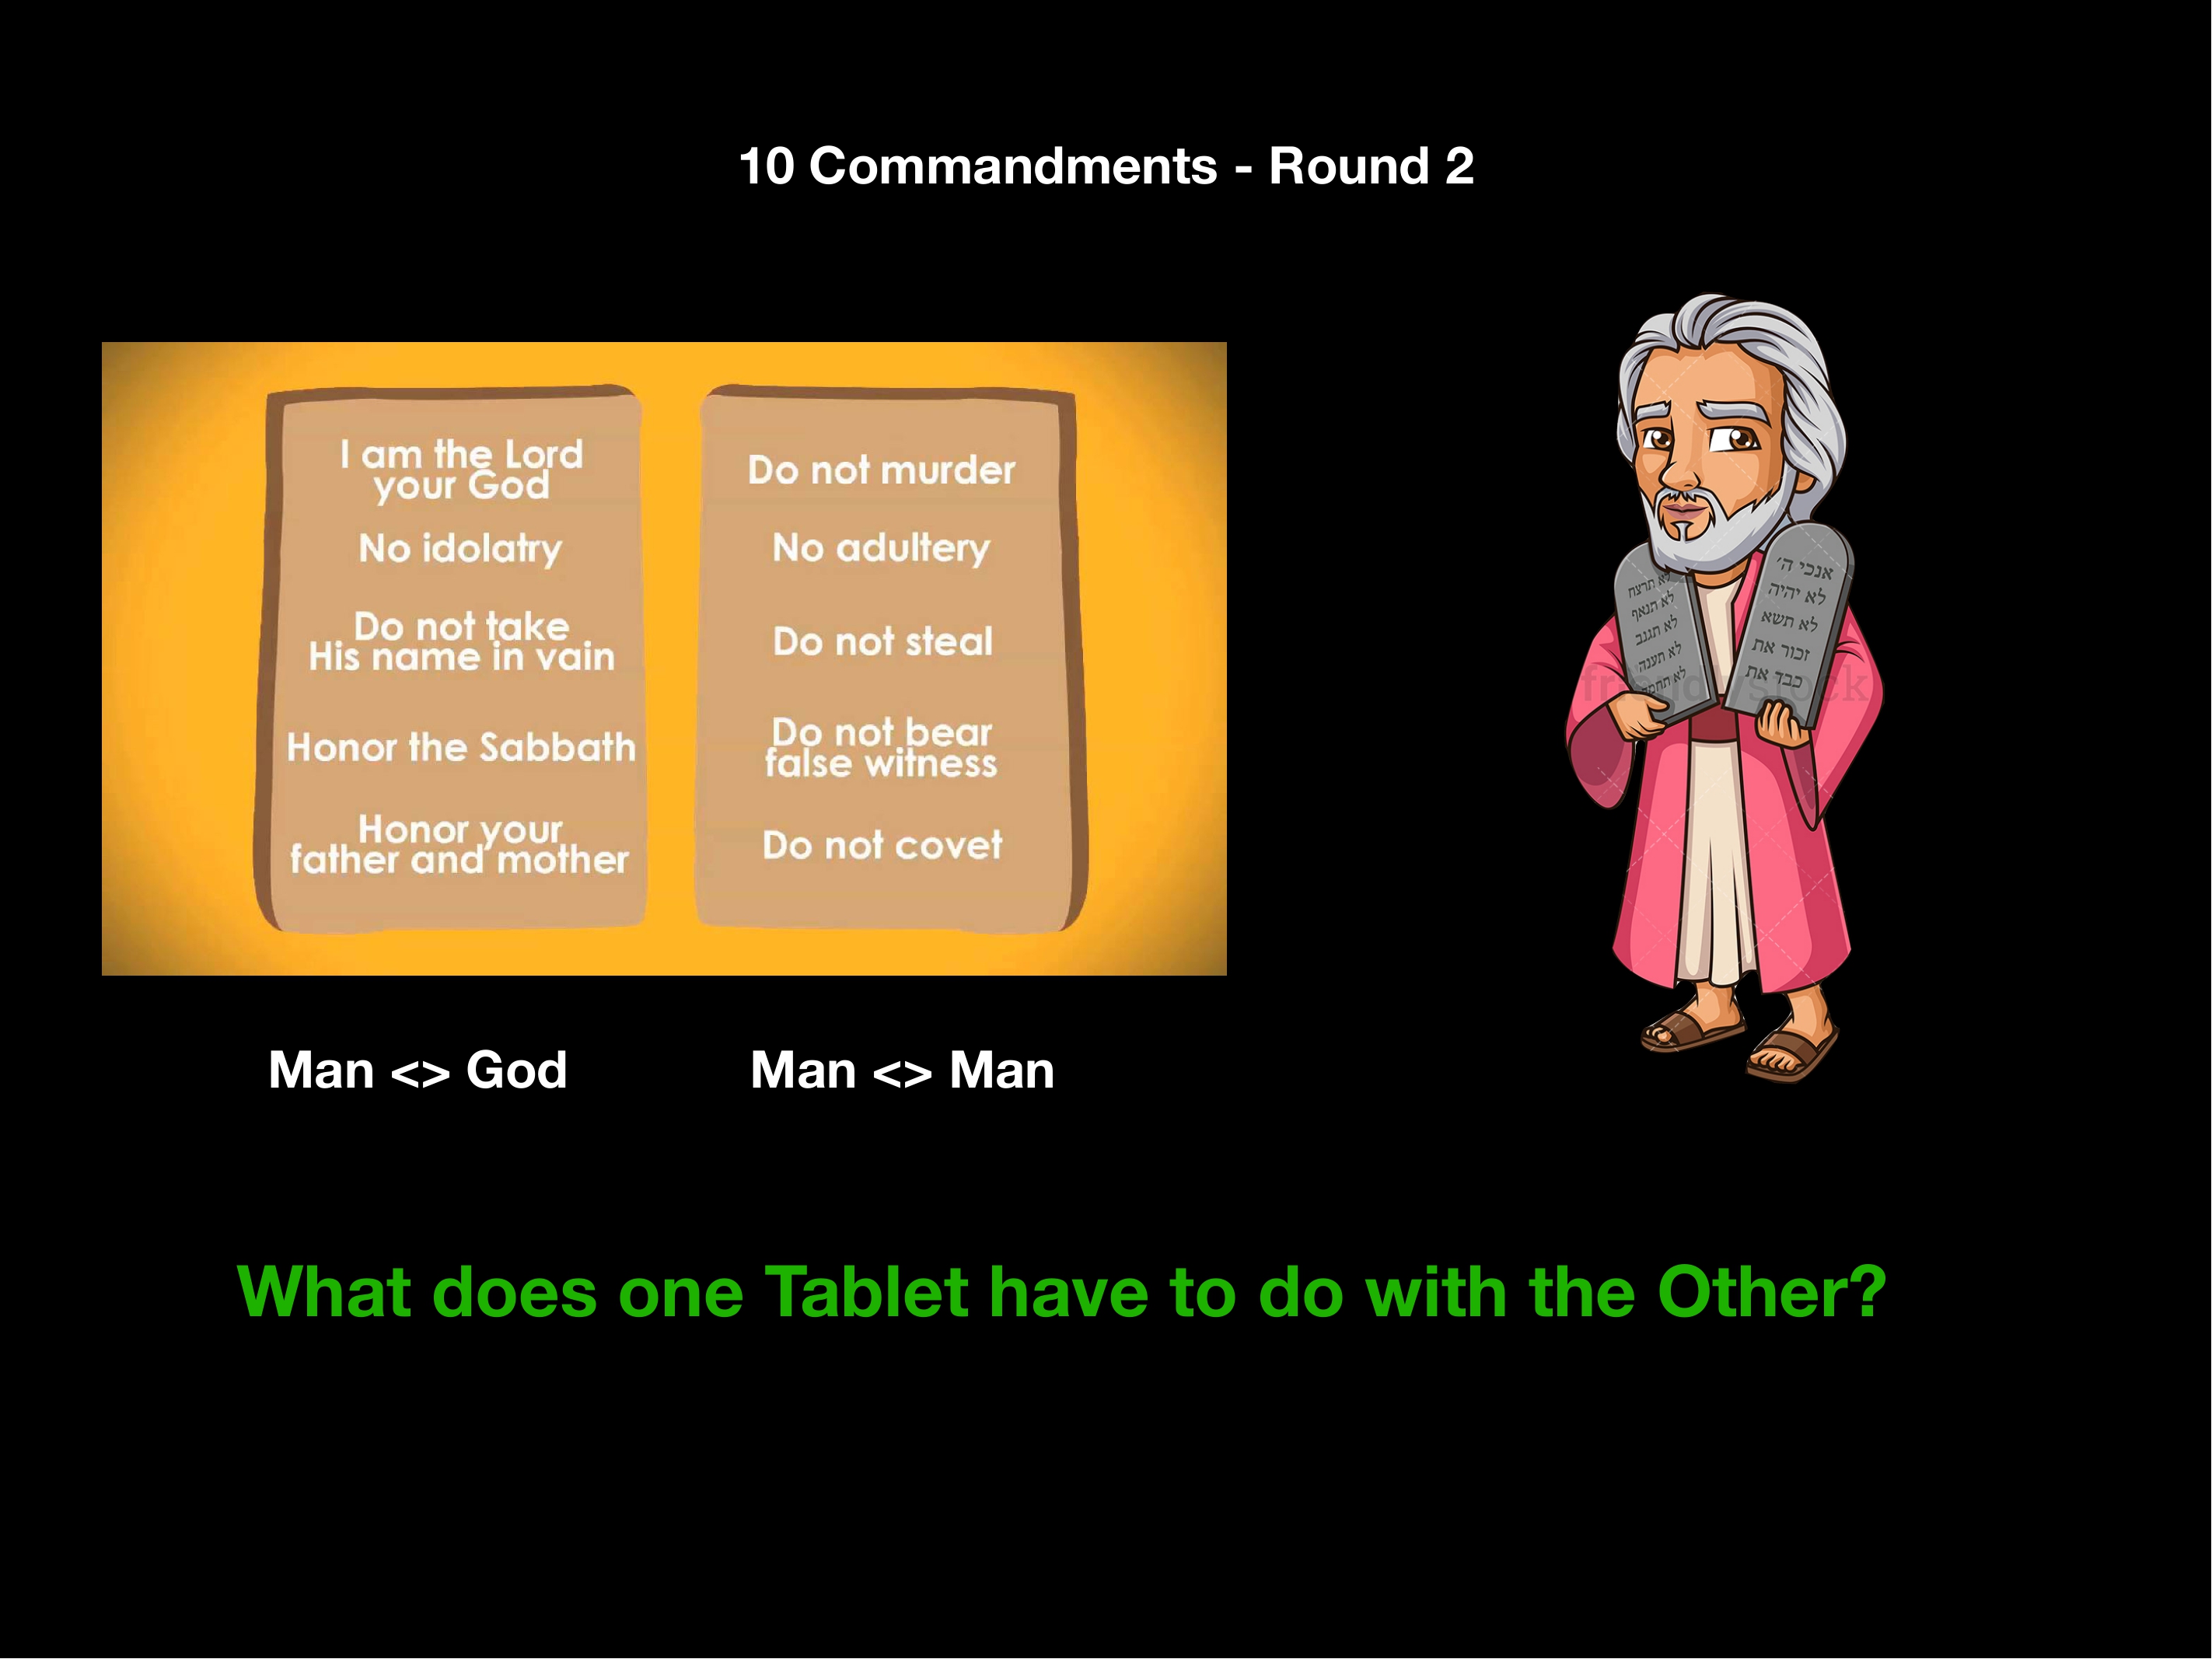 10 Commandments - Round 2
I am the Lord
your God
No idolatry
Do not take
His name in vain
Honor the Sabbath
Honor your
father and mother
Do not murder
No adultery
Do not steal
Do not bear
false witness
Do not covet
אנכי ה׳
לא יהיה
לא תשא
זכור את
כבד את
לא תרצח
לא תנאף
לא תגנב
לא תענה
לא תחמד
Man <> God
Man <> Man
What does one Tablet have to do with the Other?